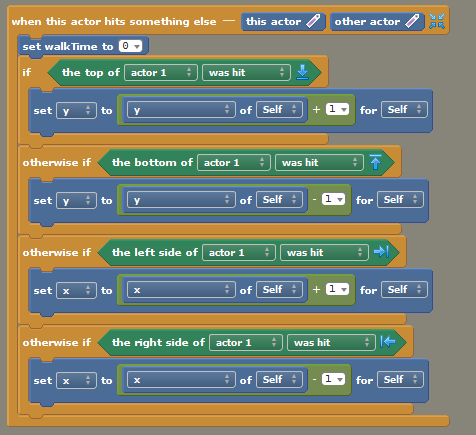 when this actor hits something else — this actor other actor
set walkTime to 0
if the top of actor 1 was hit
set y to y of Self + 1 for Self
otherwise if the bottom of actor 1 was hit
set y to y of Self - 1 for Self
otherwise if the left side of actor 1 was hit
set x to x of Self + 1 for Self
otherwise if the right side of actor 1 was hit
set x to x of Self - 1 for Self